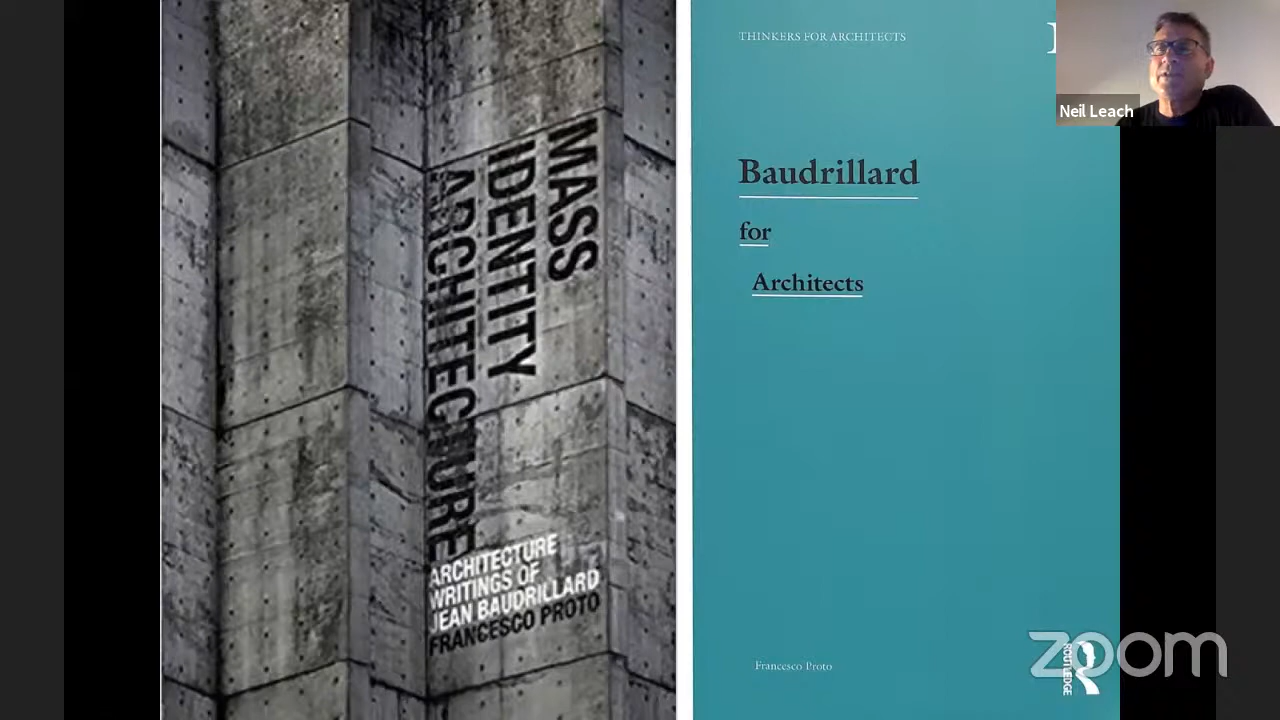 MASS
IDENTITY
ARCHITECTURE
ARCHITECTURE
WRITINGS OF
JEAN BAUDRILLARD
FRANCESCO PROTO
THINKERS FOR ARCHITECTS
Baudrillard
for
Architects
Francesco Proto
ROUTLEDGE
Neil Leach
zoom